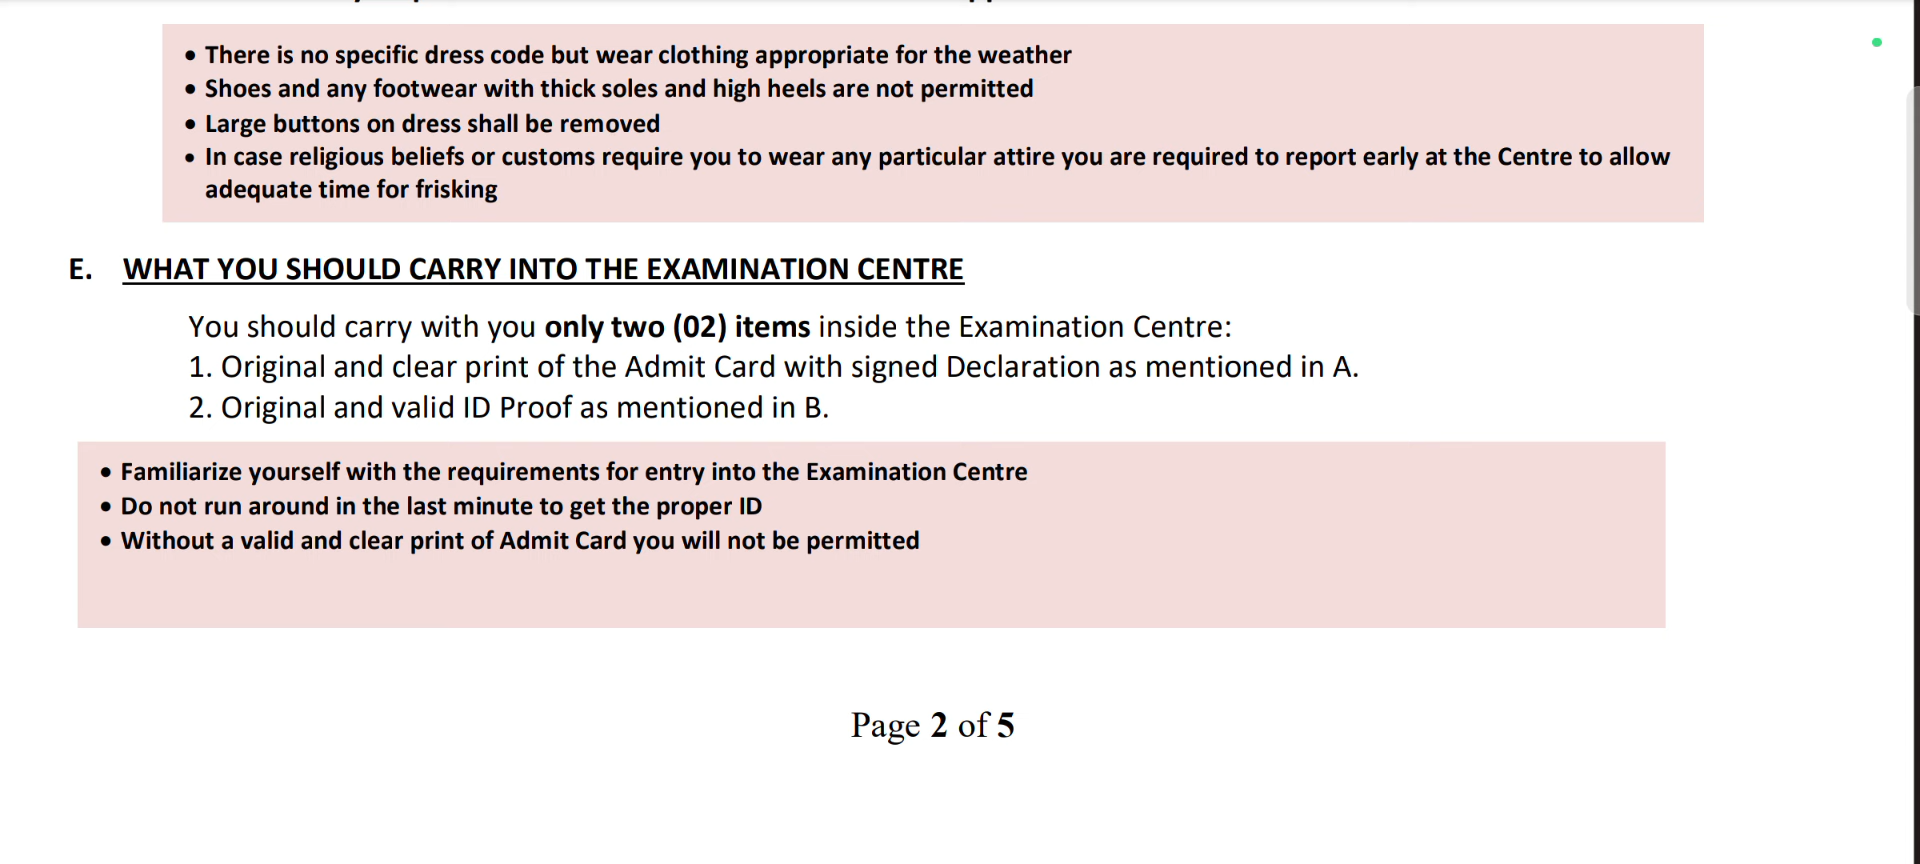 • There is no specific dress code but wear clothing appropriate for the weather
• Shoes and any footwear with thick soles and high heels are not permitted
• Large buttons on dress shall be removed
• In case religious beliefs or customs require you to wear any particular attire you are required to report early at the Centre to allow
adequate time for frisking
E. WHAT YOU SHOULD CARRY INTO THE EXAMINATION CENTRE
You should carry with you only two (02) items inside the Examination Centre:
1. Original and clear print of the Admit Card with signed Declaration as mentioned in A.
2. Original and valid ID Proof as mentioned in B.
• Familiarize yourself with the requirements for entry into the Examination Centre
• Do not run around in the last minute to get the proper ID
• Without a valid and clear print of Admit Card you will not be permitted
Page 2 of 5